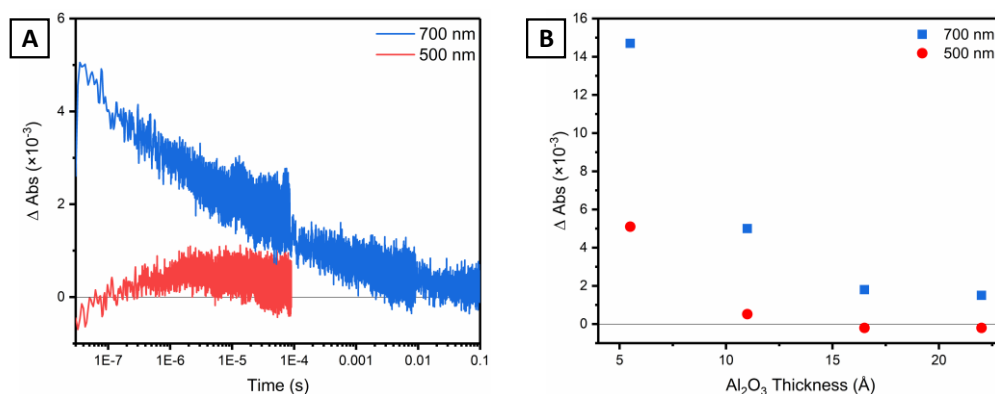 A
6
4
2
0
Δ Abs (×10⁻³)
700 nm
500 nm
1E-7 1E-6 1E-5 1E-4 0.001 0.01 0.1
Time (s)
B
16
14
12
10
8
6
4
2
0
Δ Abs (×10⁻³)
700 nm
500 nm
5 10 15 20
Al₂O₃ Thickness (Å)